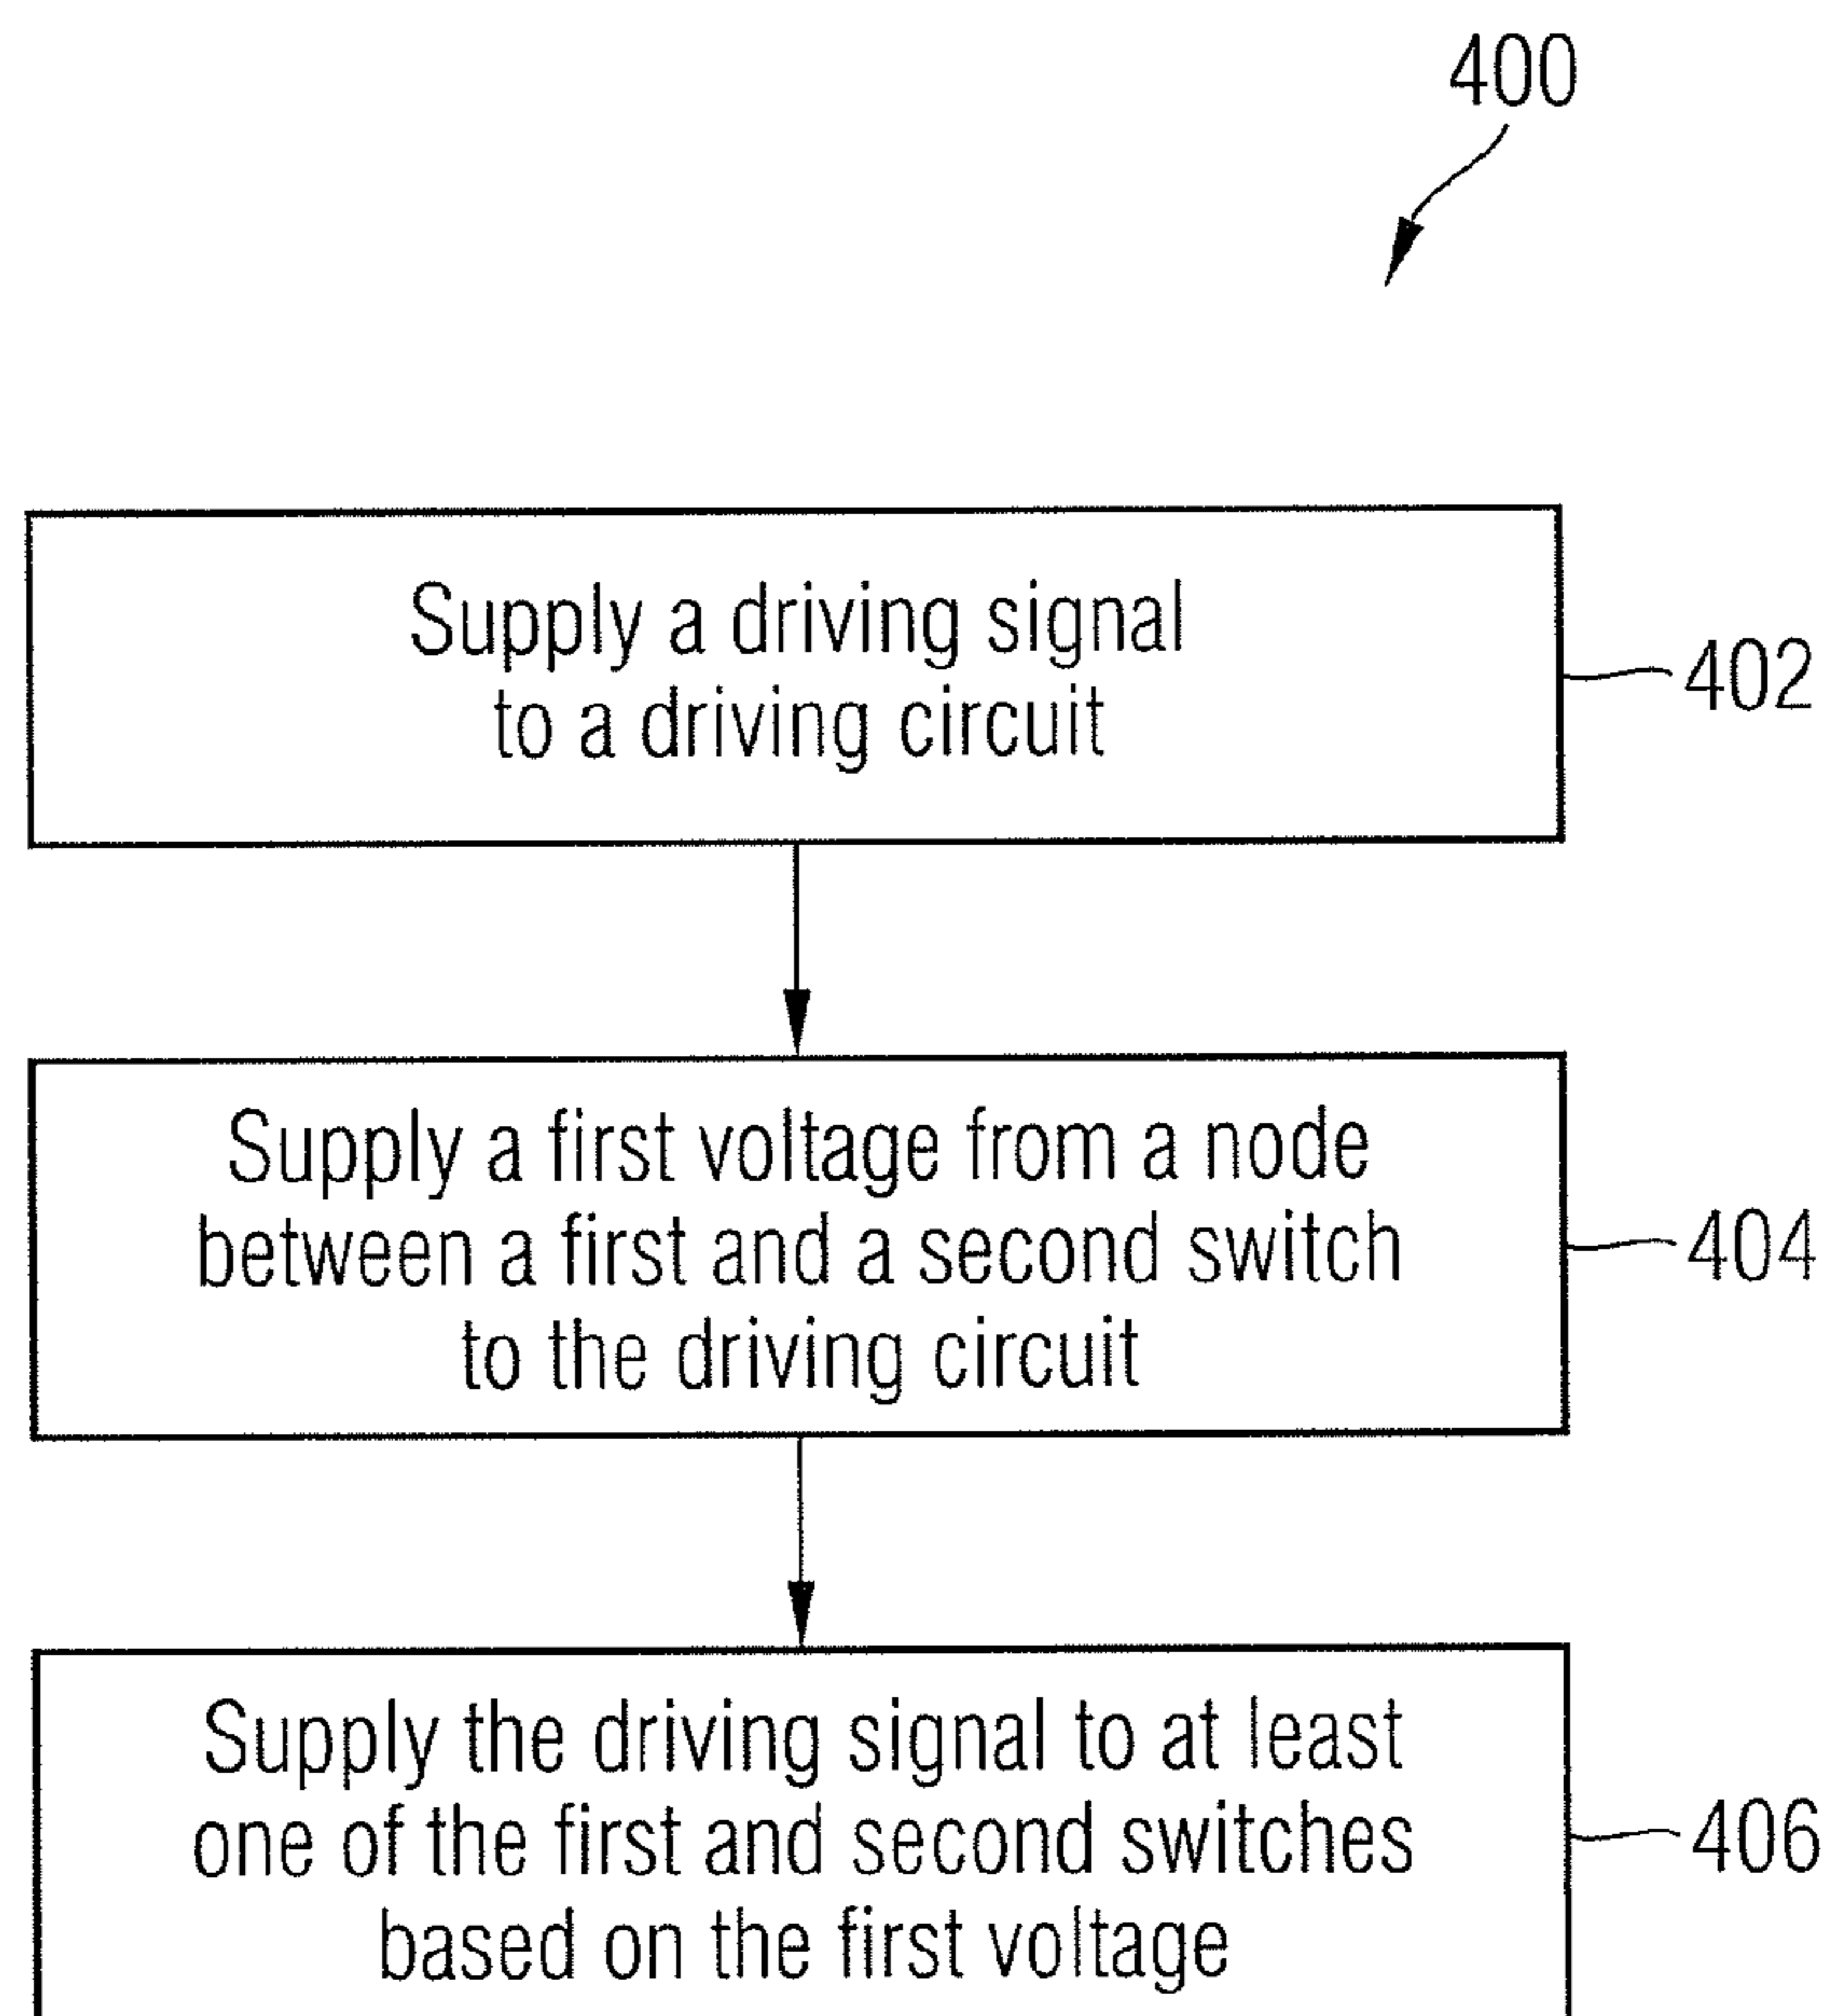 400
Supply a driving signal
to a driving circuit
402
Supply a first voltage from a node
between a first and a second switch
to the driving circuit
404
Supply the driving signal to at least
one of the first and second switches
based on the first voltage
406